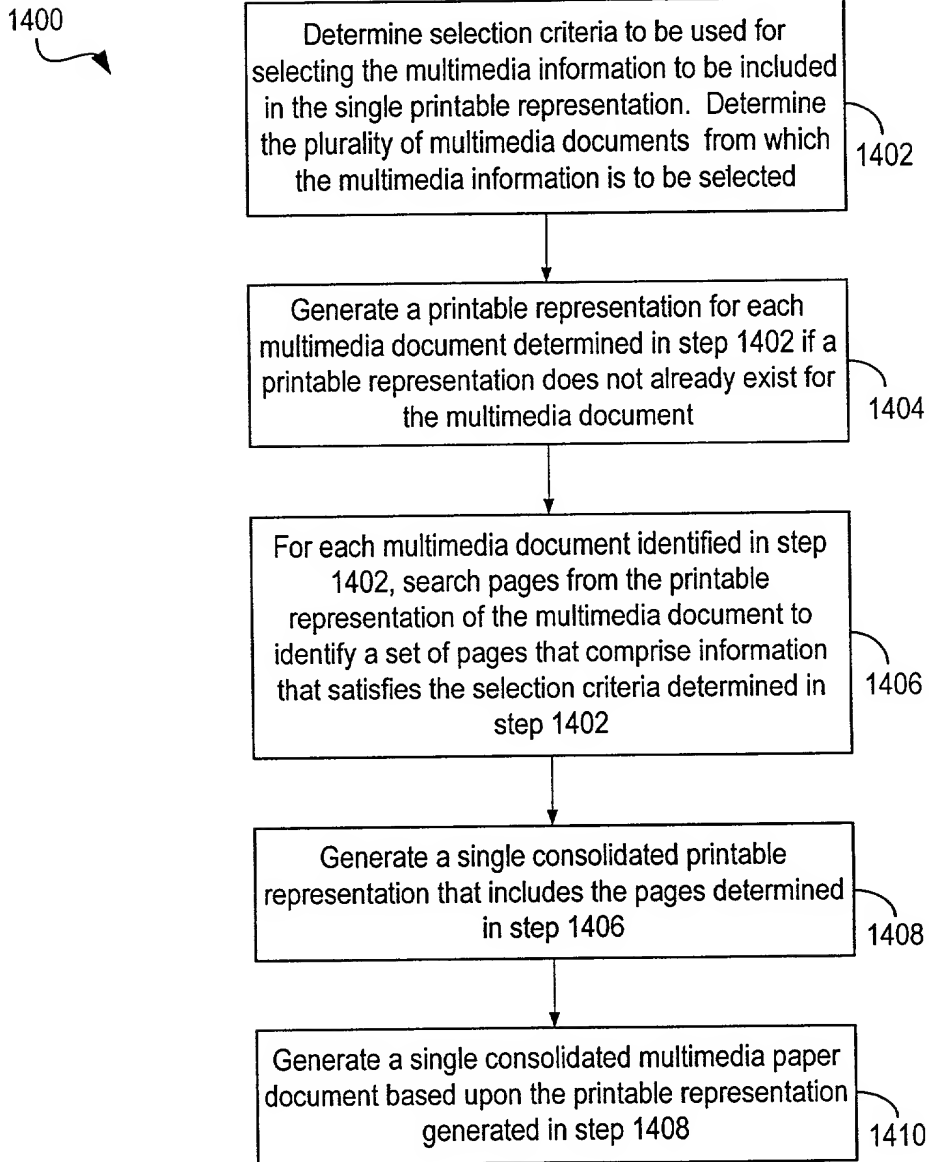 1400
Determine selection criteria to be used for
selecting the multimedia information to be included
in the single printable representation. Determine
the plurality of multimedia documents from which
the multimedia information is to be selected
1402
Generate a printable representation for each
multimedia document determined in step 1402 if a
printable representation does not already exist for
the multimedia document
1404
For each multimedia document identified in step
1402, search pages from the printable
representation of the multimedia document to
identify a set of pages that comprise information
that satisfies the selection criteria determined in
step 1402
1406
Generate a single consolidated printable
representation that includes the pages determined
in step 1406
1408
Generate a single consolidated multimedia paper
document based upon the printable representation
generated in step 1408
1410